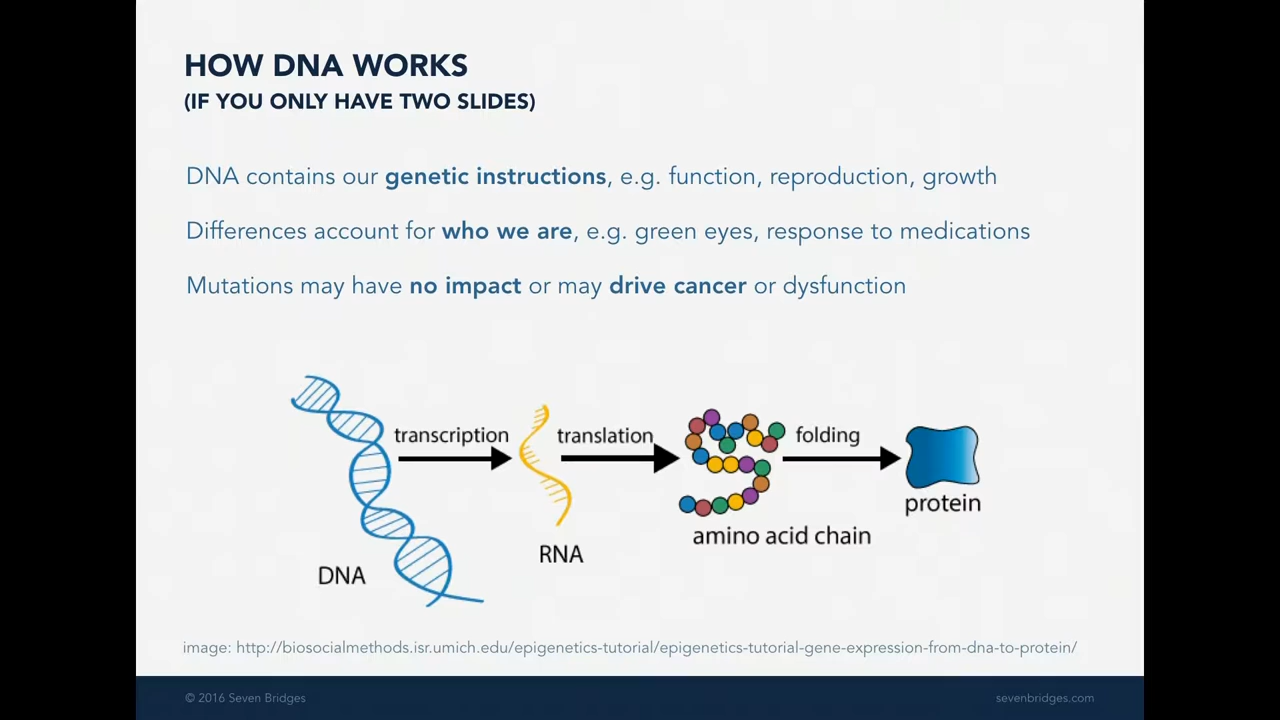 HOW DNA WORKS
(IF YOU ONLY HAVE TWO SLIDES)
DNA contains our genetic instructions, e.g. function, reproduction, growth
Differences account for who we are, e.g. green eyes, response to medications
Mutations may have no impact or may drive cancer or dysfunction
transcription
translation
folding
DNA
RNA
amino acid chain
protein
image: http://biosocialmethods.isr.umich.edu/epigenetics-tutorial/epigenetics-tutorial-gene-expression-from-dna-to-protein/
© 2016 Seven Bridges
sevenbridges.com